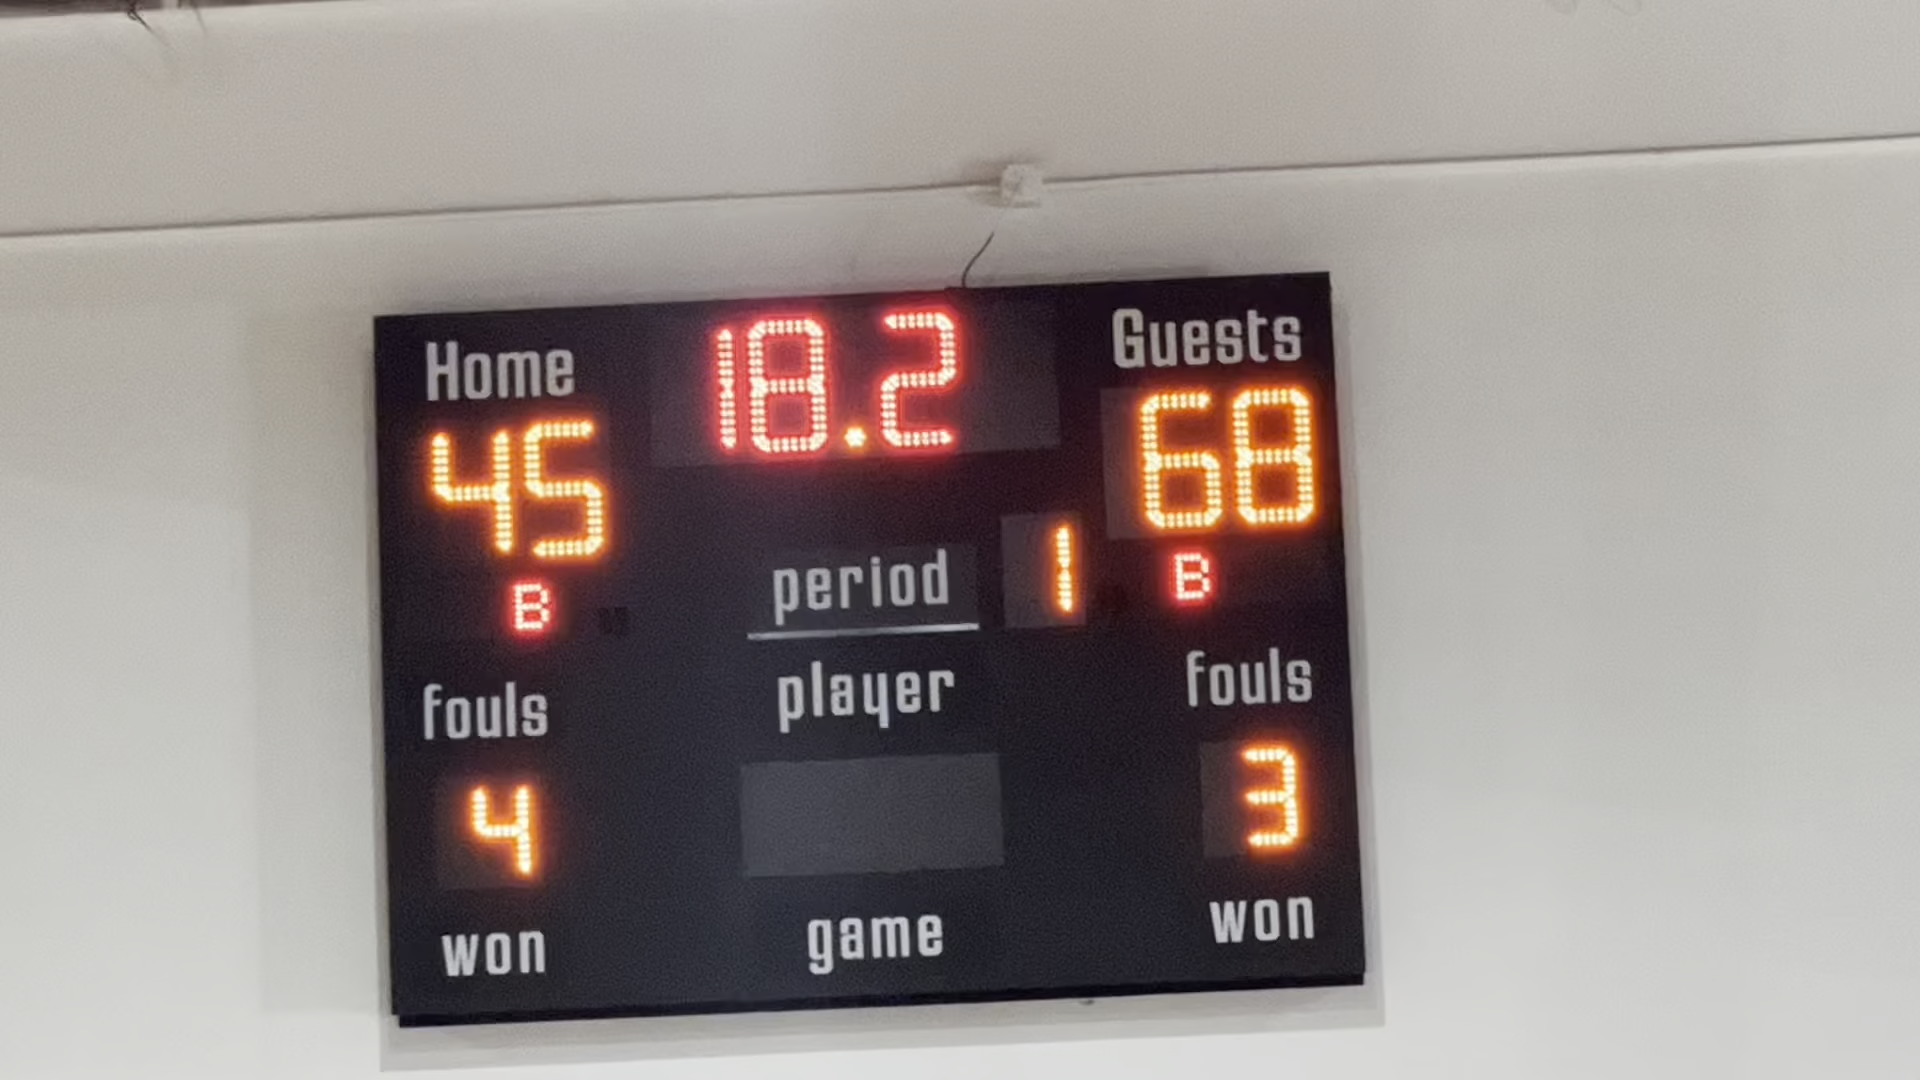 Home 18.2 Guests
45 68
period 1
B B
player
fouls fouls
4 3
won game won